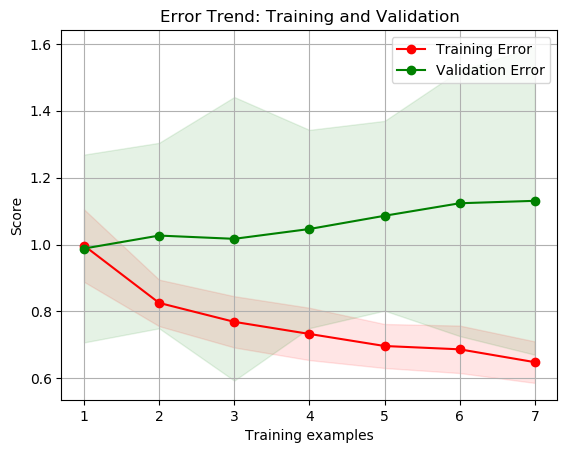 Error Trend: Training and Validation
Training Error
Validation Error
Score
1.6
1.4
1.2
1.0
0.8
0.6
1 2 3 4 5 6 7
Training examples